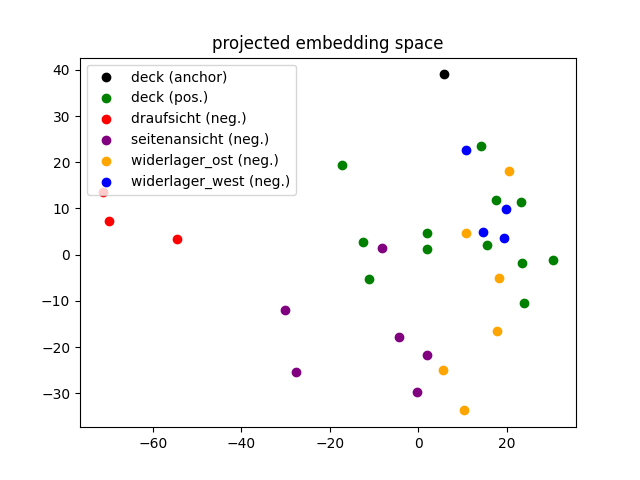 projected embedding space
deck (anchor)
deck (pos.)
draufsicht (neg.)
seitenansicht (neg.)
widerlager_ost (neg.)
widerlager_west (neg.)
40
30
20
10
0
−10
−20
−30
−60 −40 −20 0 20